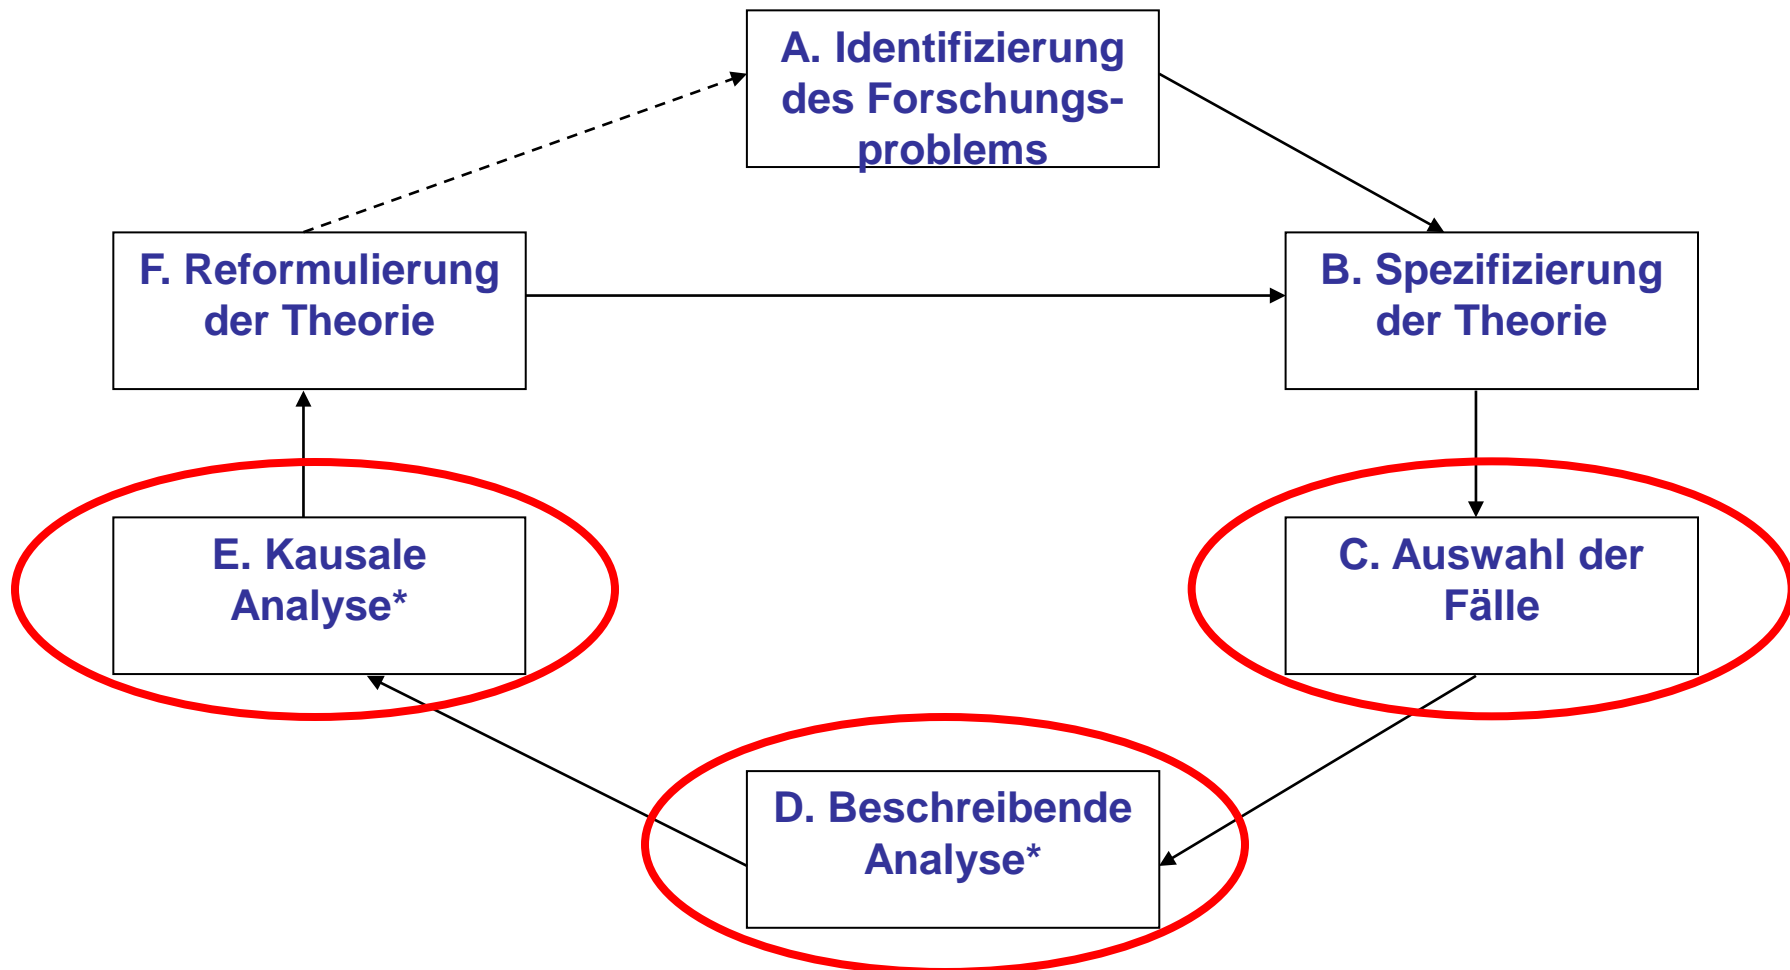 A. Identifizierung
des Forschungs-
problems
F. Reformulierung
der Theorie
B. Spezifizierung
der Theorie
E. Kausale
Analyse*
C. Auswahl der
Fälle
D. Beschreibende
Analyse*